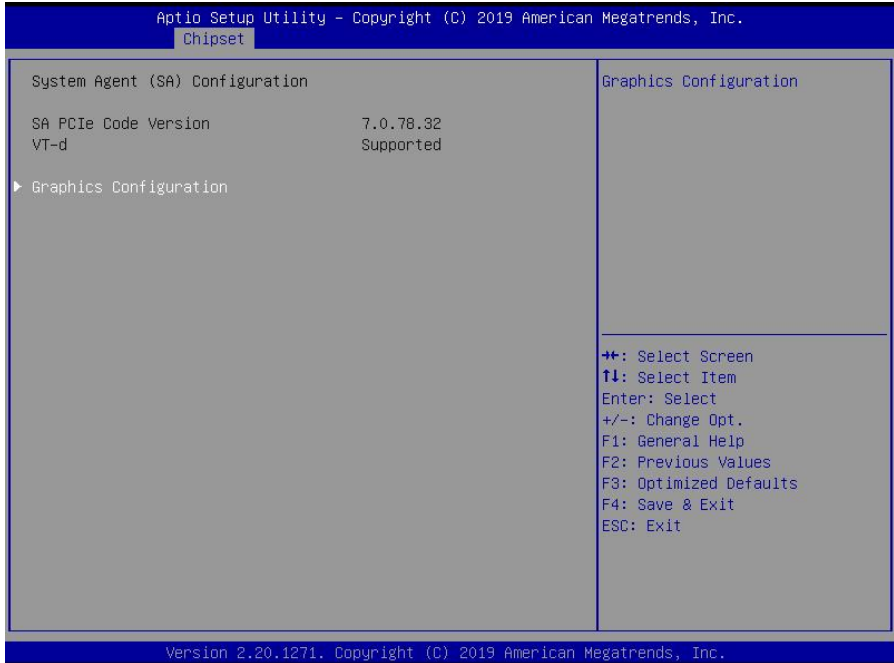 Aptio Setup Utility – Copyright (C) 2019 American Megatrends, Inc.
Chipset
System Agent (SA) Configuration
SA PCIe Code Version 7.0.78.32
VT-d Supported
Graphics Configuration
Graphics Configuration
→←: Select Screen
↑↓: Select Item
Enter: Select
+/-: Change Opt.
F1: General Help
F2: Previous Values
F3: Optimized Defaults
F4: Save & Exit
ESC: Exit
Version 2.20.1271. Copyright (C) 2019 American Megatrends, Inc.